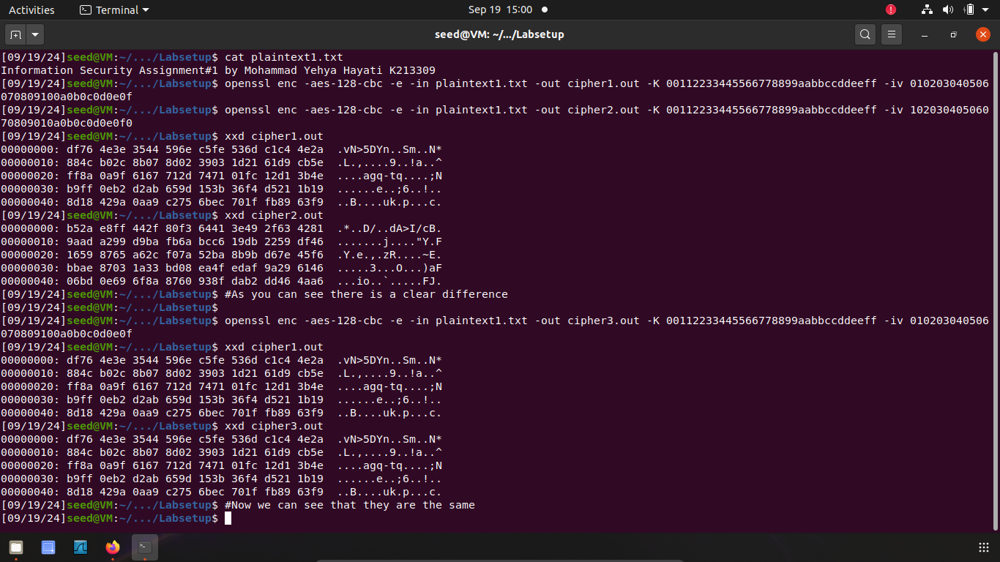 Activities Terminal Sep 19 15:00
seed@VM: ~/.../Labsetup
[09/19/24]seed@VM:~/.../Labsetup$ cat plaintext1.txt
Information Security Assignment#1 by Mohammad Yehya Hayati K213309
[09/19/24]seed@VM:~/.../Labsetup$ openssl enc -aes-128-cbc -e -in plaintext1.txt -out cipher1.out -K 00112233445566778899aabbccddeeff -iv 010203040506
070809100a0b0c0d0e0f
[09/19/24]seed@VM:~/.../Labsetup$ openssl enc -aes-128-cbc -e -in plaintext1.txt -out cipher2.out -K 00112233445566778899aabbccddeeff -iv 102030405060
70809010a0b0c0d0e0f0
[09/19/24]seed@VM:~/.../Labsetup$ xxd cipher1.out
00000000: df76 4e3e 3544 596e c5fe 536d c1c4 4e2a  .vN>5DYn..Sm..N*
00000010: 884c b02c 8b07 8d02 3903 1d21 61d9 cb5e  .L.,....9..!a..^
00000020: ff8a 0a9f 6167 712d 7471 01fc 12d1 3b4e  ....agq-tq....;N
00000030: b9ff 0eb2 d2ab 659d 153b 36f4 d521 1b19  ......e..;6..!..
00000040: 8d18 429a 0aa9 c275 6bec 701f fb89 63f9  ..B....uk.p...c.
[09/19/24]seed@VM:~/.../Labsetup$ xxd cipher2.out
00000000: b52a e8ff 442f 80f3 6441 3e49 2f63 4281  .*..D/..dA>I/cB.
00000010: 9aad a299 d9ba fb6a bcc6 19db 2259 df46  .......j...."Y.F
00000020: 1659 8765 a62c f07a 52ba 8b9b d67e 45f6  .Y.e.,.zR....~E.
00000030: bbae 8703 1a33 bd08 ea4f edaf 9a29 6146  .....3...O...)aF
00000040: 06bd 0e69 6f8a 8760 938f dab2 dd46 4aa6  ...io..`.....FJ.
[09/19/24]seed@VM:~/.../Labsetup$ #As you can see there is a clear difference
[09/19/24]seed@VM:~/.../Labsetup$
[09/19/24]seed@VM:~/.../Labsetup$ openssl enc -aes-128-cbc -e -in plaintext1.txt -out cipher3.out -K 00112233445566778899aabbccddeeff -iv 010203040506
070809100a0b0c0d0e0f
[09/19/24]seed@VM:~/.../Labsetup$ xxd cipher1.out
00000000: df76 4e3e 3544 596e c5fe 536d c1c4 4e2a  .vN>5DYn..Sm..N*
00000010: 884c b02c 8b07 8d02 3903 1d21 61d9 cb5e  .L.,....9..!a..^
00000020: ff8a 0a9f 6167 712d 7471 01fc 12d1 3b4e  ....agq-tq....;N
00000030: b9ff 0eb2 d2ab 659d 153b 36f4 d521 1b19  ......e..;6..!..
00000040: 8d18 429a 0aa9 c275 6bec 701f fb89 63f9  ..B....uk.p...c.
[09/19/24]seed@VM:~/.../Labsetup$ xxd cipher3.out
00000000: df76 4e3e 3544 596e c5fe 536d c1c4 4e2a  .vN>5DYn..Sm..N*
00000010: 884c b02c 8b07 8d02 3903 1d21 61d9 cb5e  .L.,....9..!a..^
00000020: ff8a 0a9f 6167 712d 7471 01fc 12d1 3b4e  ....agq-tq....;N
00000030: b9ff 0eb2 d2ab 659d 153b 36f4 d521 1b19  ......e..;6..!..
00000040: 8d18 429a 0aa9 c275 6bec 701f fb89 63f9  ..B....uk.p...c.
[09/19/24]seed@VM:~/.../Labsetup$ #Now we can see that they are the same
[09/19/24]seed@VM:~/.../Labsetup$